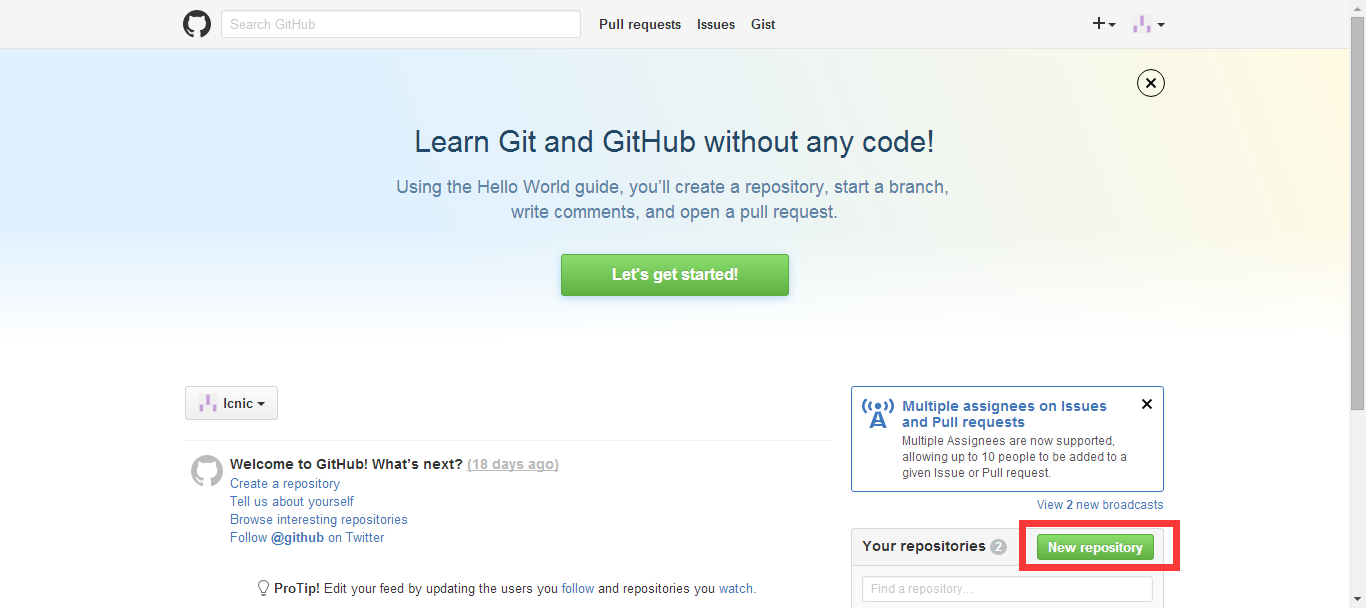 Search GitHub
Pull requests
Issues
Gist
Learn Git and GitHub without any code!
Using the Hello World guide, you’ll create a repository, start a branch,
write comments, and open a pull request.
Let's get started!
lcnic
Welcome to GitHub! What’s next? (18 days ago)
Create a repository
Tell us about yourself
Browse interesting repositories
Follow @github on Twitter
ProTip! Edit your feed by updating the users you follow and repositories you watch.
Multiple assignees on Issues
and Pull requests
Multiple Assignees are now supported,
allowing up to 10 people to be added to a
given Issue or Pull request.
View 2 new broadcasts
Your repositories 2
New repository
Find a repository…